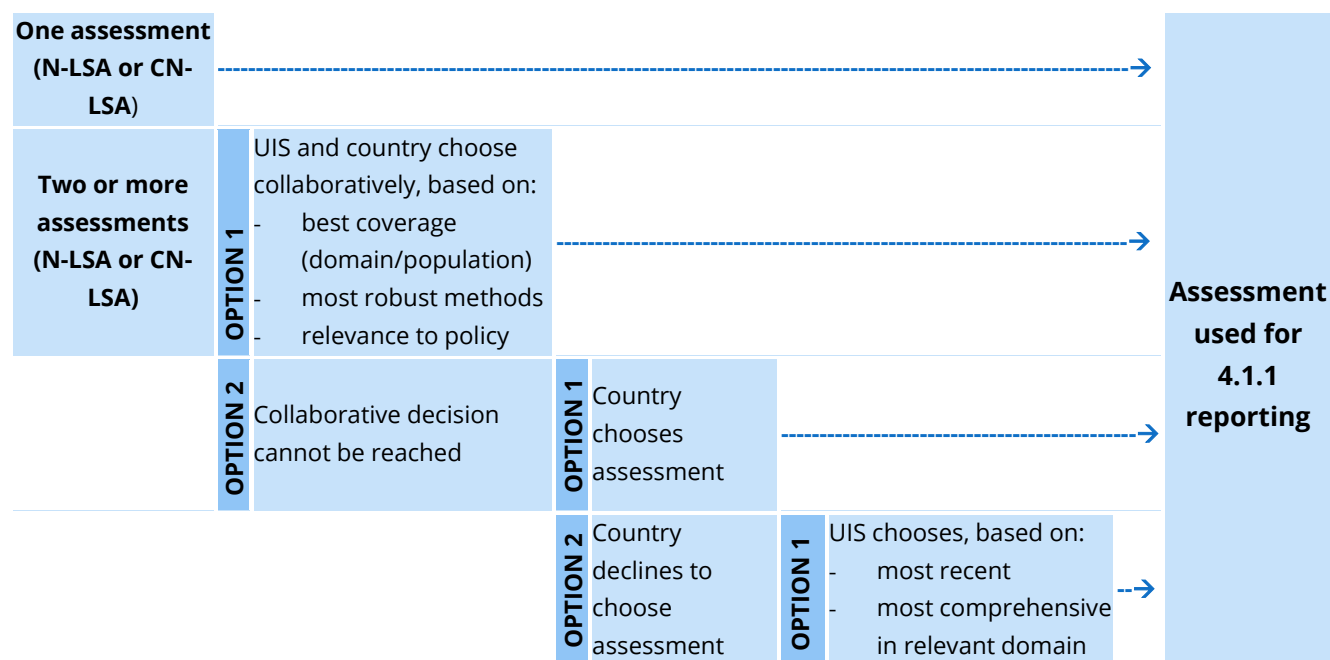 One assessment
(N-LSA or CN-
LSA)
Two or more
assessments
(N-LSA or CN-
LSA)
OPTION 1
UIS and country choose
collaboratively, based on:
- best coverage
(domain/population)
- most robust methods
- relevance to policy
OPTION 2
Collaborative decision
cannot be reached
OPTION 1
Country
chooses
assessment
OPTION 2
Country
declines to
choose
assessment
OPTION 1
UIS chooses, based on:
- most recent
- most comprehensive
in relevant domain
Assessment
used for
4.1.1
reporting